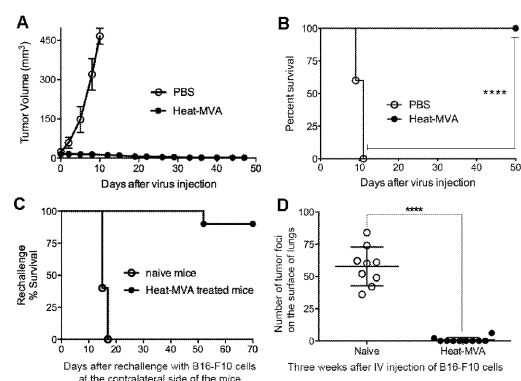 A
Tumor Volume (mm3)
450
300
150
0
PBS
Heat-MVA
0 10 20 30 40 50
Days after virus injection
B
Percent survival
100
80
60
40
20
0
PBS
Heat-MVA
****
0 10 20 30 40 50
Days after virus injection
C
Rechallenge
% Survival
100
50
0
naive mice
Heat-MVA treated mice
0 10 20 30 40 50 60 70
Days after rechallenge with B16-F10 cells
at the contralateral side of the mice
D
Number of tumor foci
on the surface of lungs
100
75
50
25
0
****
Naive Heat-MVA
Three weeks after IV injection of B16-F10 cells